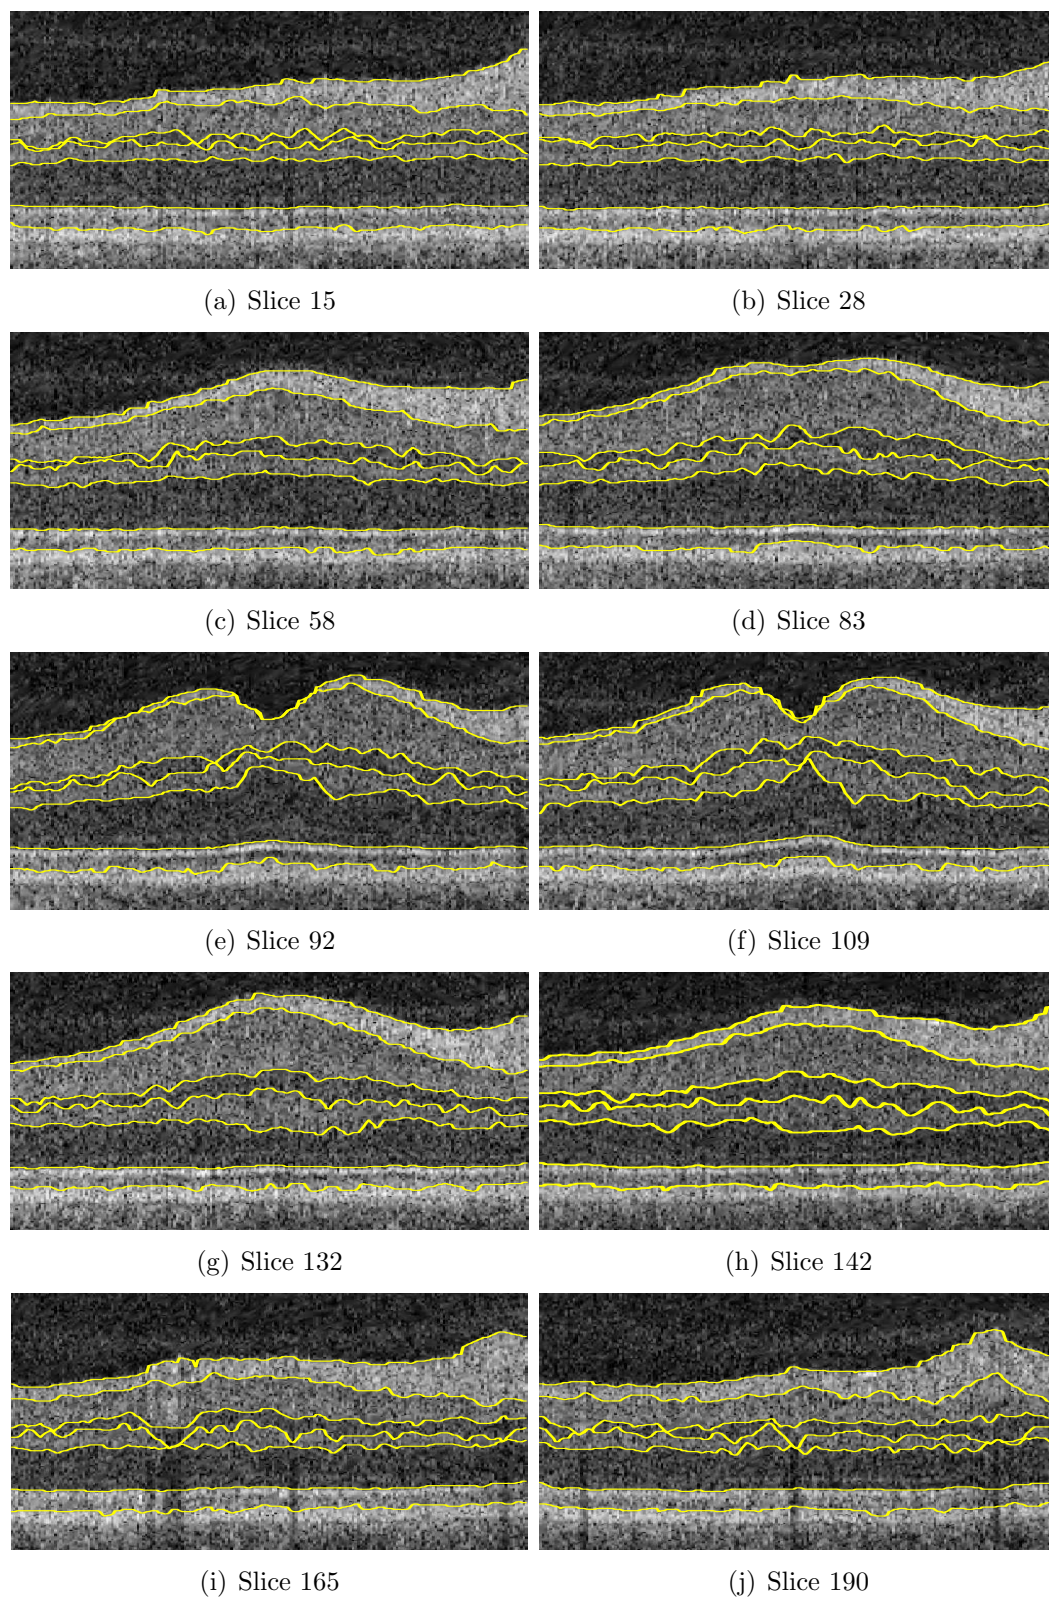 (a) Slice 15
(b) Slice 28
(c) Slice 58
(d) Slice 83
(e) Slice 92
(f) Slice 109
(g) Slice 132
(h) Slice 142
(i) Slice 165
(j) Slice 190